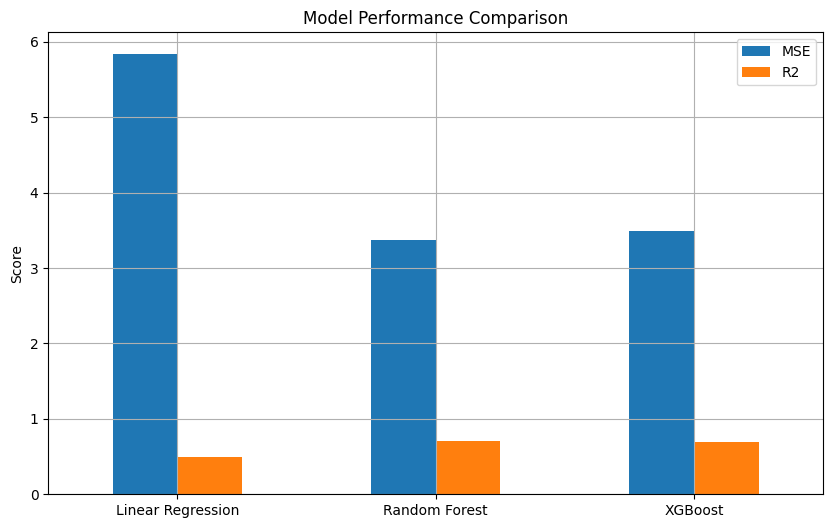 Model Performance Comparison
MSE
R2
Score
6
5
4
3
2
1
0
Linear Regression
Random Forest
XGBoost